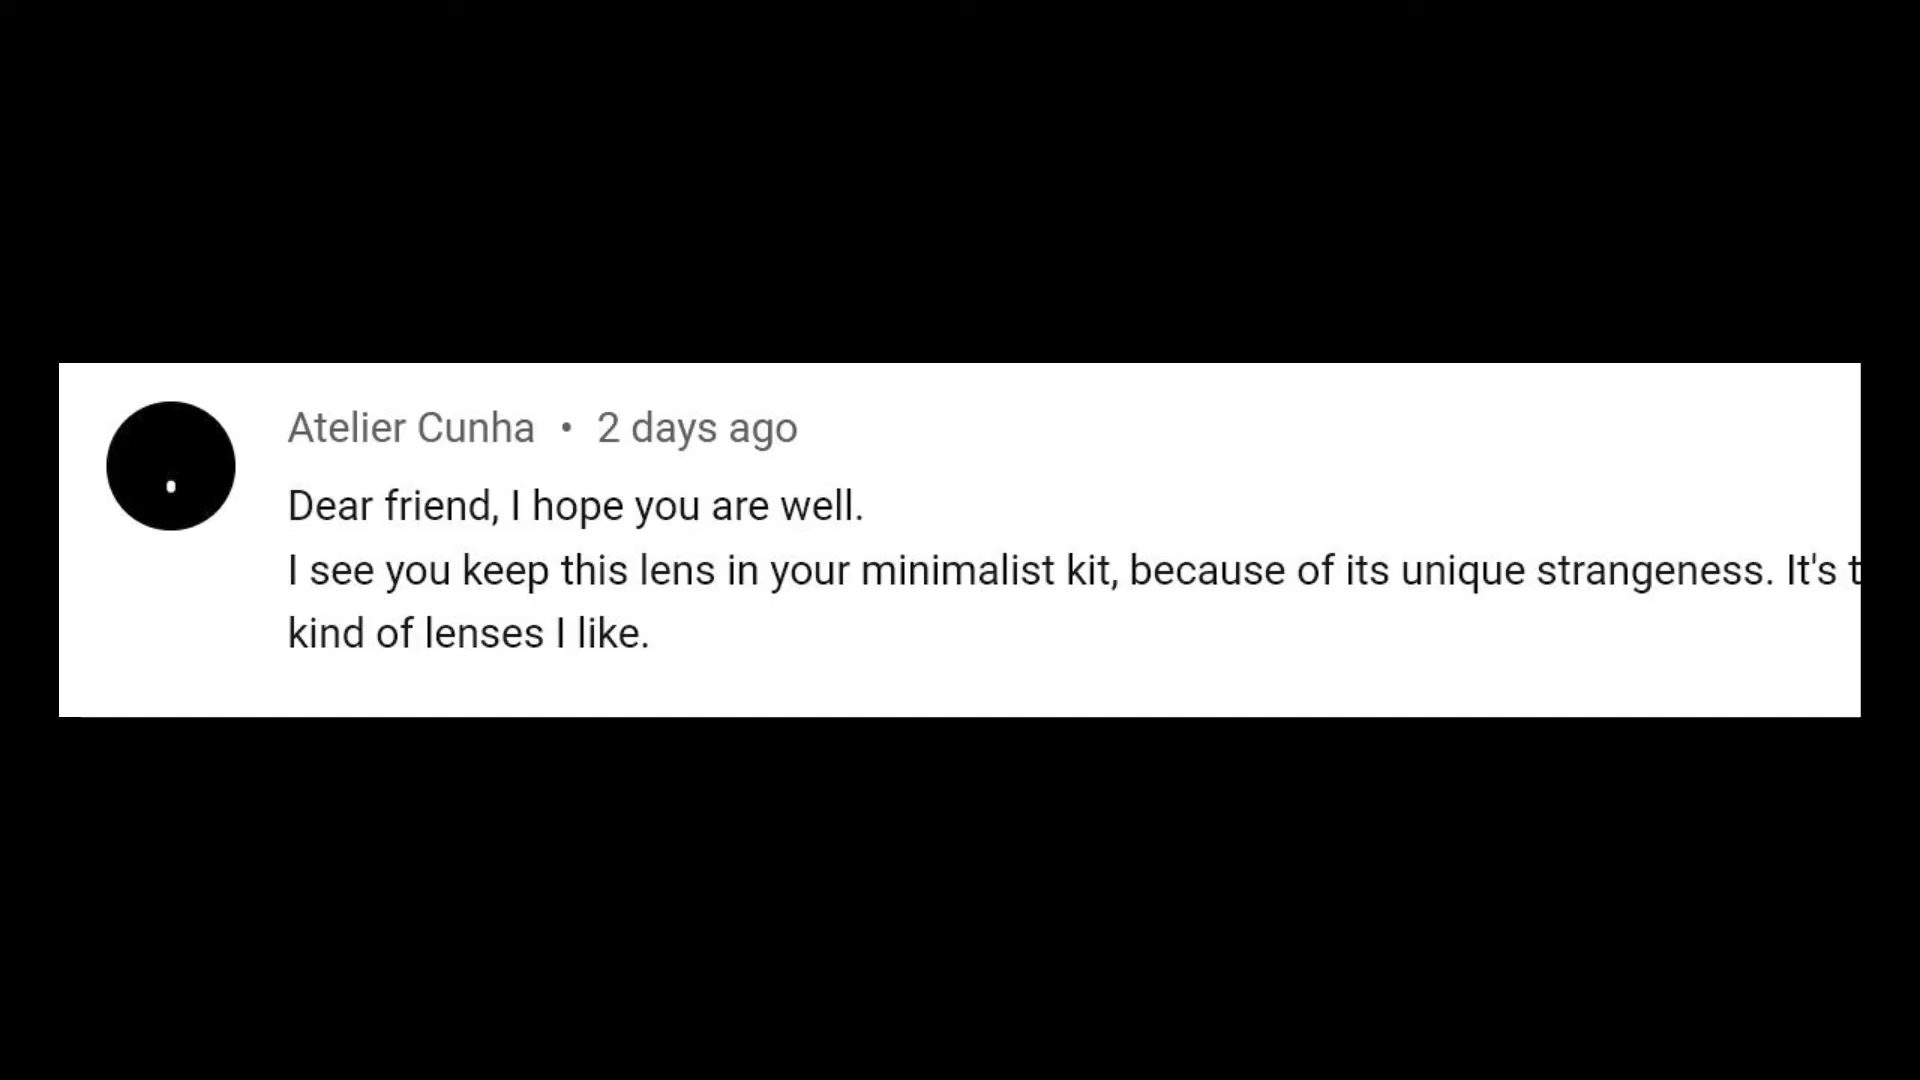 Atelier Cunha • 2 days ago
Dear friend, I hope you are well.
I see you keep this lens in your minimalist kit, because of its unique strangeness. It's t
kind of lenses I like.